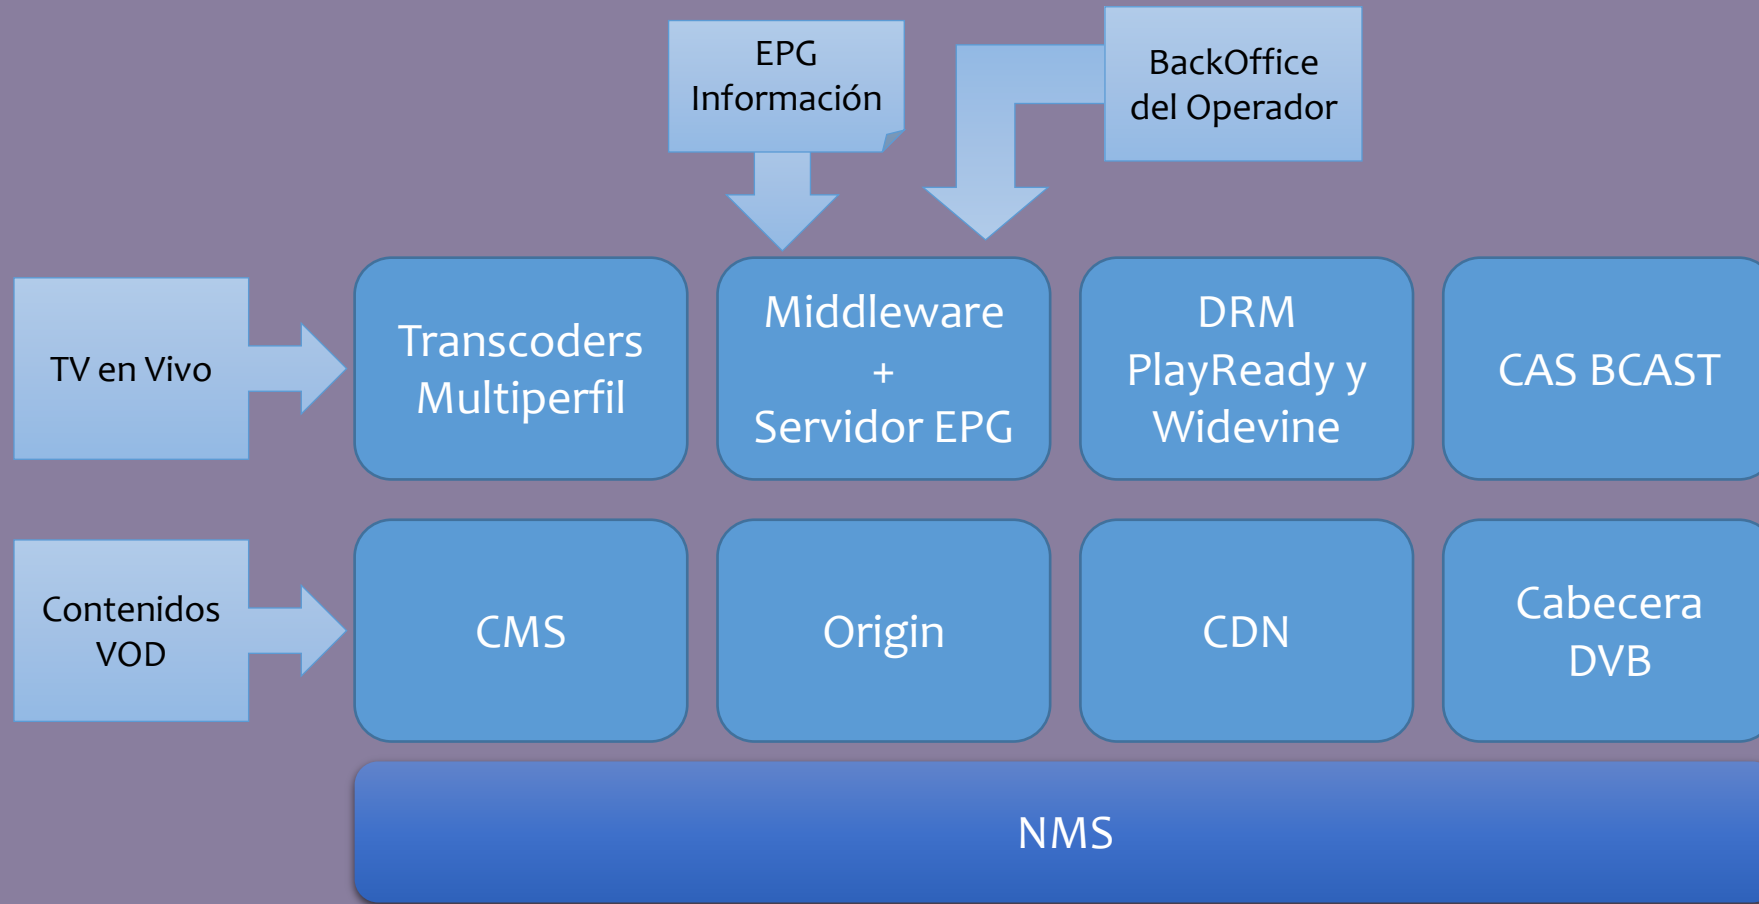 EPG
Información
BackOffice
del Operador
TV en Vivo
Transcoders
Multiperfil
Middleware
+
Servidor EPG
DRM
PlayReady y
Widevine
CAS BCAST
Contenidos
VOD
CMS
Origin
CDN
Cabecera
DVB
NMS